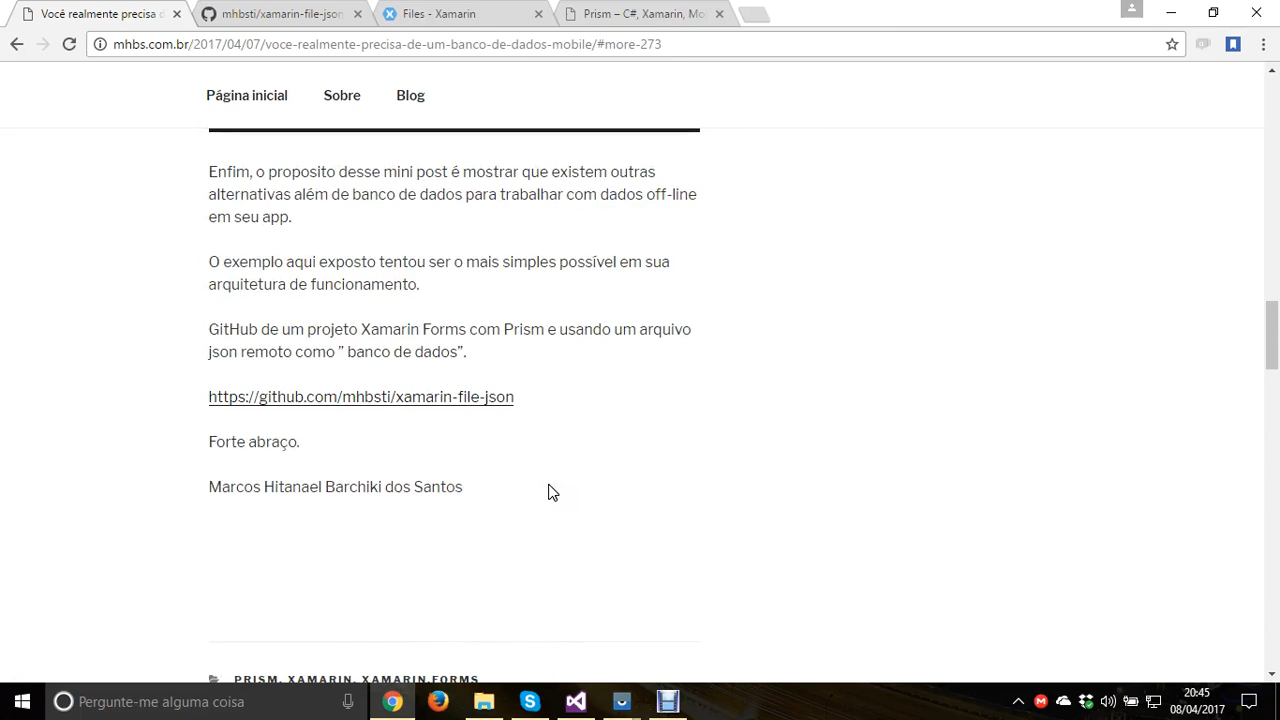 Você realmente precisa d
mhbsti/xamarin-file-json
Files - Xamarin
Prism – C#, Xamarin, Mo
mhbs.com.br/2017/04/07/voce-realmente-precisa-de-um-banco-de-dados-mobile/#more-273
Página inicial
Sobre
Blog
Enfim, o proposito desse mini post é mostrar que existem outras
alternativas além de banco de dados para trabalhar com dados off-line
em seu app.
O exemplo aqui exposto tentou ser o mais simples possível em sua
arquitetura de funcionamento.
GitHub de um projeto Xamarin Forms com Prism e usando um arquivo
json remoto como ” banco de dados”.
https://github.com/mhbsti/xamarin-file-json
Forte abraço.
Marcos Hitanael Barchiki dos Santos
PRISM, XAMARIN, XAMARIN.FORMS
Pergunte-me alguma coisa
20:45
08/04/2017